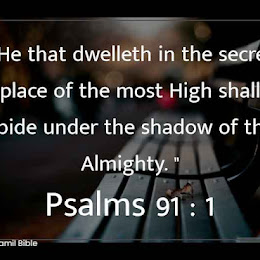 He that dwelleth in the secre
place of the most High shall
bide under the shadow of th
Almighty. "
Psalms 91 : 1
amil Bible